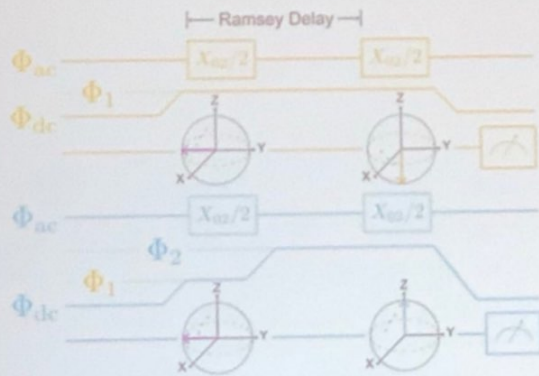 Ramsey Delay
Φac X02/2 X02/2
Φ1
Φdc
Z Z
Y Y
X X
Φac X02/2 X02/2
Φ2
Φ1
Φdc
Z Z
Y Y
X X